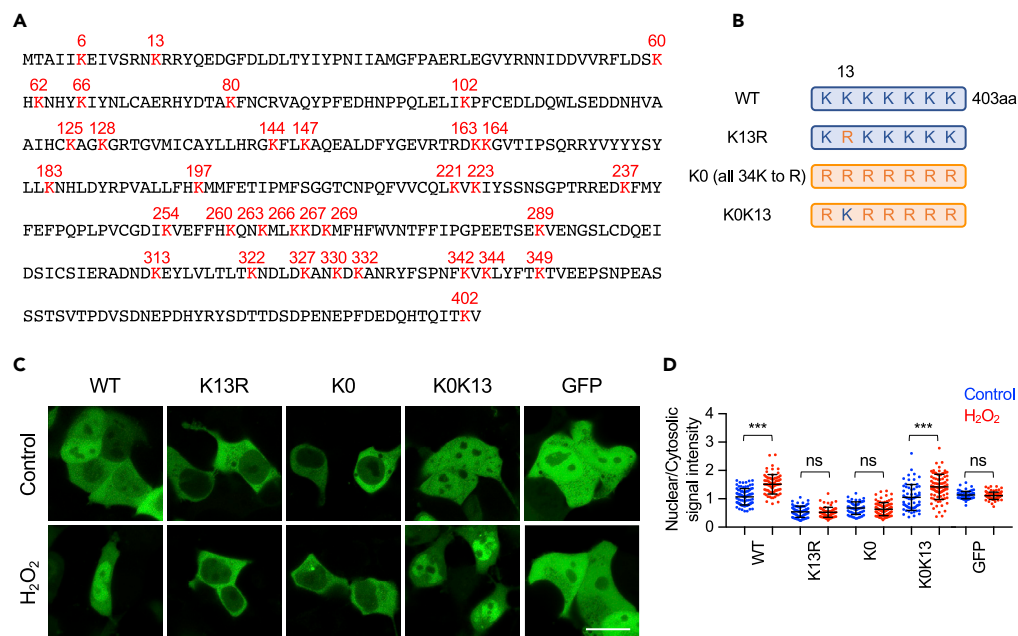 A
6 13 60
MTAIIKEIVSRNKRRYQEDGFDLDLTYIYPNIIAMGFPAERLEGVYRNNIDDVVRFLDSK
62 66 80 102
HKNHYKIYNLCAERHYDTAKFNCRVAQYPFEDHNPPQLELIKPFCEDLDQWLSEDDNHVA
125 128 144 147 163 164
AIHCKAGKGRTGVMICAYLLHRGKFLKAQEALDFYGEVRTRDKKGVTIPSQRRYVYYYSY
183 197 221 223 237
LLKNHLDYRPVALLFHKMMFETIPMFSGGTCNPQFVVCQLKVKIYSSNSGPTRREDKFMY
254 260 263 266 267 269 289
FEFPQPLPVCGDIKVEFFHKQNKMLKKDKMFHFWVNTFFIPGPEETSEKVENGSLCDQEI
313 322 327 330 332 342 344 349
DSICSIERADNDKEYLVLTLTKNDLDKANKDKANRYFSPNFKVKLYFTKTVEEPSNPEAS
402
SSTSVTPDVSDNEPDHYRYSDTTDSDPENEPFDEDQHTQITKV
B
13
WT K K K K K K K 403aa
K13R K R K K K K K
K0 (all 34K to R) R R R R R R R
K0K13 R K R R R R R
C
WT K13R K0 K0K13 GFP
Control
H₂O₂
D
Control
H₂O₂
Nuclear/Cytosolic
signal intensity
4
3
2
1
0
*** ns ns *** ns
WT K13R K0 K0K13 GFP